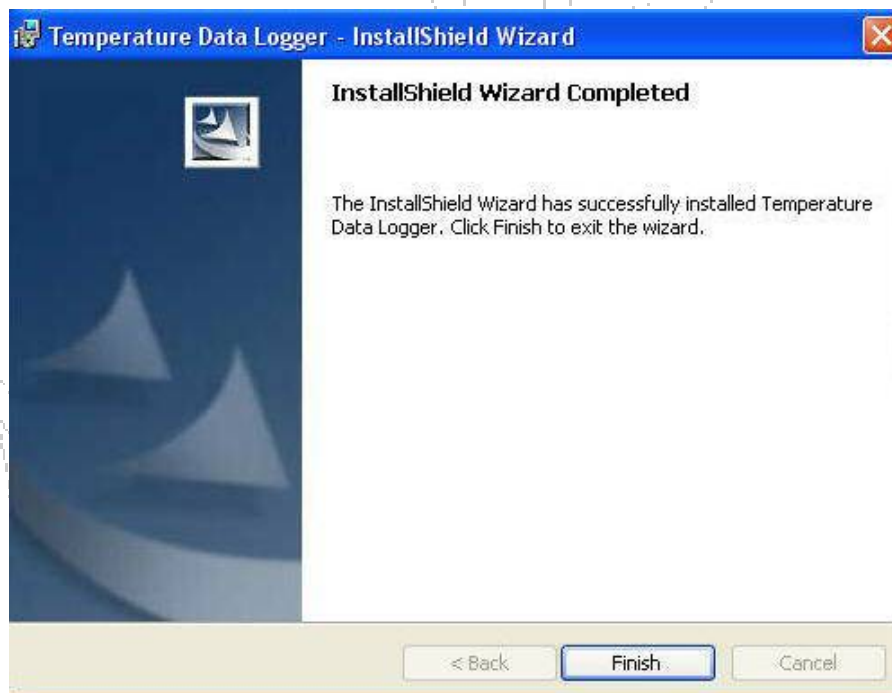 Temperature Data Logger - InstallShield Wizard
InstallShield Wizard Completed
The InstallShield Wizard has successfully installed Temperature
Data Logger. Click Finish to exit the wizard.
< Back Finish Cancel